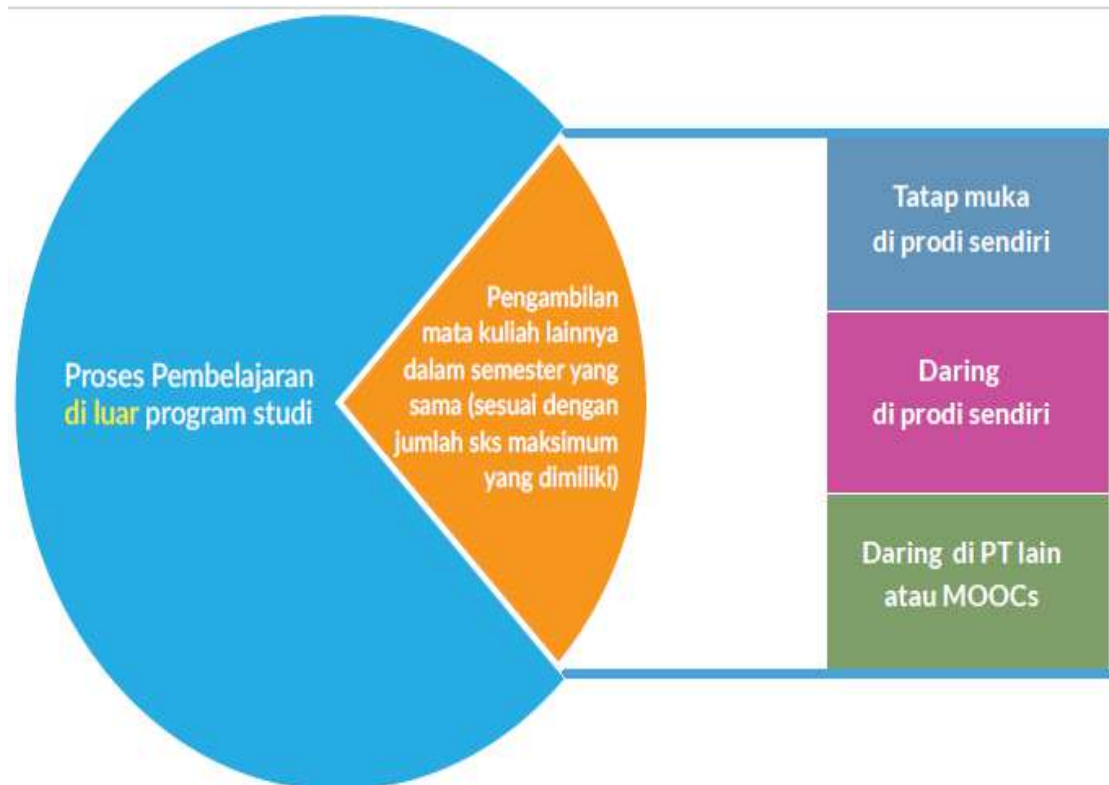 Proses Pembelajaran
di luar program studi
Pengambilan
mata kuliah lainnya
dalam semester yang
sama (sesuai dengan
jumlah sks maksimum
yang dimiliki)
Tatap muka
di prodi sendiri
Daring
di prodi sendiri
Daring di PT lain
atau MOOCs